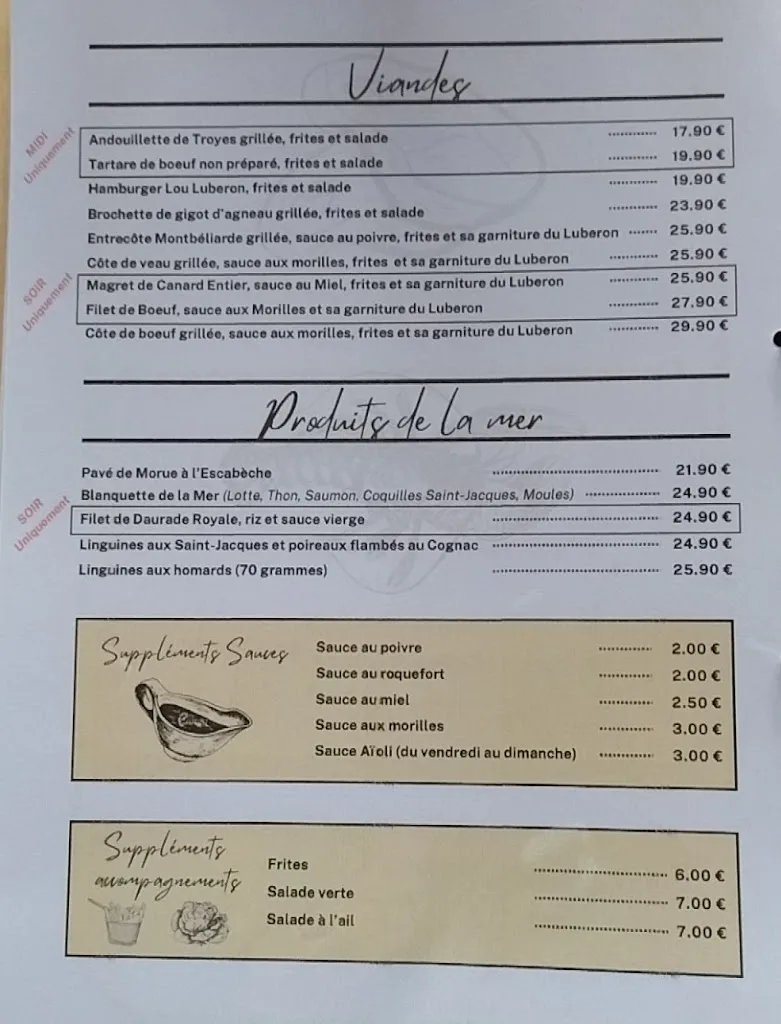 Viandes
MIDI
Uniquement
Andouillette de Troyes grillée, frites et salade ............ 17.90 €
Tartare de boeuf non préparé, frites et salade ............ 19.90 €
Hamburger Lou Luberon, frites et salade ............ 19.90 €
Brochette de gigot d'agneau grillée, frites et salade ............ 23.90 €
Entrecôte Montbéliarde grillée, sauce au poivre, frites et sa garniture du Luberon ....... 25.90 €
Côte de veau grillée, sauce aux morilles, frites et sa garniture du Luberon ............ 25.90 €
SOIR
Uniquement
Magret de Canard Entier, sauce au Miel, frites et sa garniture du Luberon ............ 25.90 €
Filet de Boeuf, sauce aux Morilles et sa garniture du Luberon ............ 27.90 €
Côte de boeuf grillée, sauce aux morilles, frites et sa garniture du Luberon ............ 29.90 €
Produits de La mer
Pavé de Morue à l'Escabèche ............ 21.90 €
Blanquette de la Mer (Lotte, Thon, Saumon, Coquilles Saint-Jacques, Moules) ............ 24.90 €
SOIR
Uniquement
Filet de Daurade Royale, riz et sauce vierge ............ 24.90 €
Linguines aux Saint-Jacques et poireaux flambés au Cognac ............ 24.90 €
Linguines aux homards (70 grammes) ............ 25.90 €
Suppléments Sauces
Sauce au poivre ............ 2.00 €
Sauce au roquefort ............ 2.00 €
Sauce au miel ............ 2.50 €
Sauce aux morilles ............ 3.00 €
Sauce Aïoli (du vendredi au dimanche) ............ 3.00 €
Suppléments
accompagnements
Frites ............ 6.00 €
Salade verte ............ 7.00 €
Salade à l'ail ............ 7.00 €